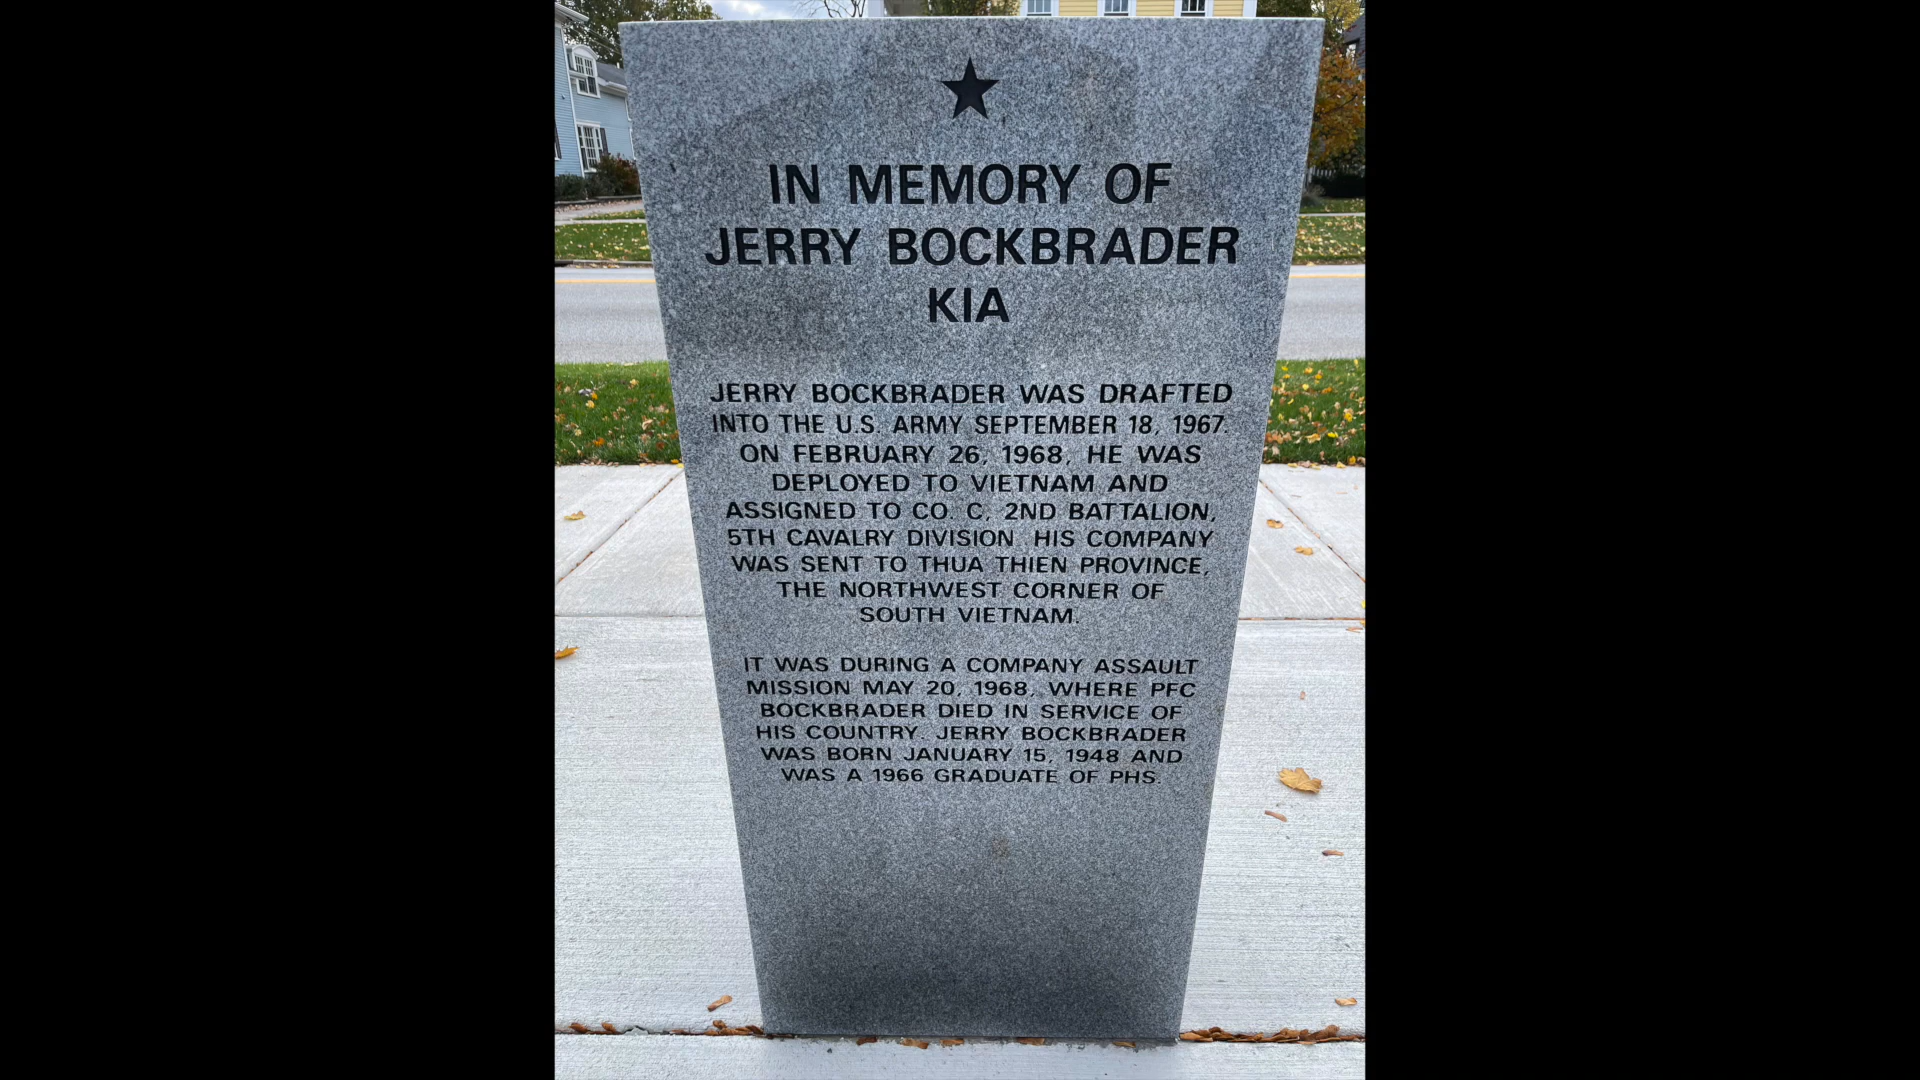 IN MEMORY OF
JERRY BOCKBRADER
KIA
JERRY BOCKBRADER WAS DRAFTED
INTO THE U.S. ARMY SEPTEMBER 18, 1967.
ON FEBRUARY 26, 1968, HE WAS
DEPLOYED TO VIETNAM AND
ASSIGNED TO CO. C, 2ND BATTALION,
5TH CAVALRY DIVISION. HIS COMPANY
WAS SENT TO THUA THIEN PROVINCE,
THE NORTHWEST CORNER OF
SOUTH VIETNAM.
IT WAS DURING A COMPANY ASSAULT
MISSION MAY 20, 1968, WHERE PFC
BOCKBRADER DIED IN SERVICE OF
HIS COUNTRY. JERRY BOCKBRADER
WAS BORN JANUARY 15, 1948 AND
WAS A 1966 GRADUATE OF PHS.